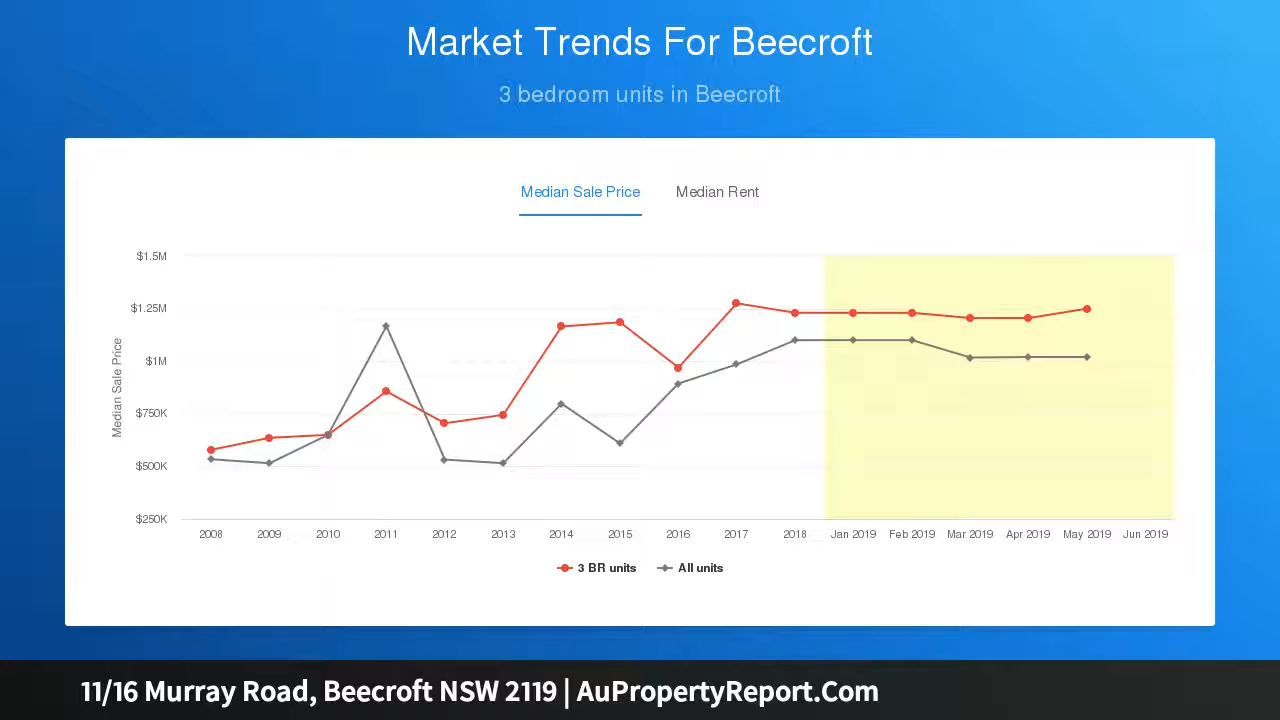 Market Trends For Beecroft
3 bedroom units in Beecroft
Median Sale Price Median Rent
Median Sale Price
$1.5M
$1.25M
$1M
$750K
$500K
$250K
2008 2009 2010 2011 2012 2013 2014 2015 2016 2017 2018 Jan 2019 Feb 2019 Mar 2019 Apr 2019 May 2019 Jun 2019
3 BR units All units
11/16 Murray Road, Beecroft NSW 2119 | AuPropertyReport.Com